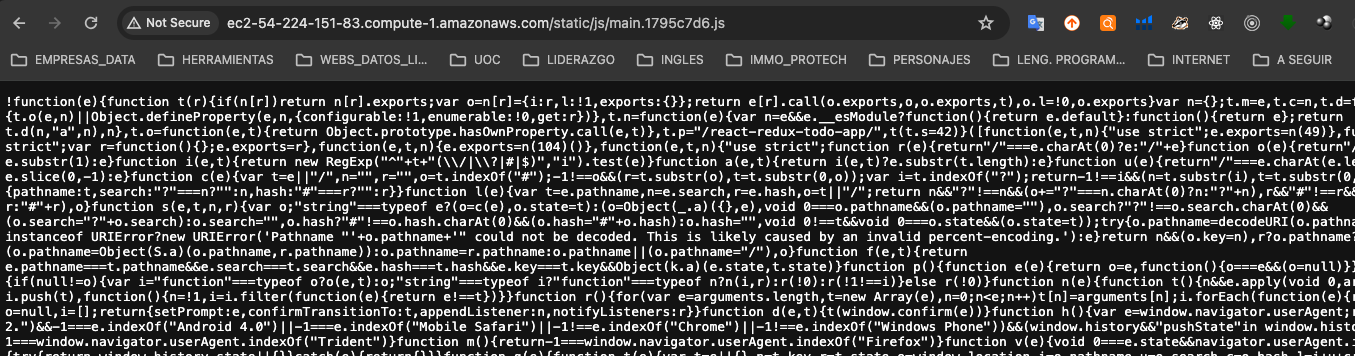 Not Secure ec2-54-224-151-83.compute-1.amazonaws.com/static/js/main.1795c7d6.js
EMPRESAS_DATA HERRAMIENTAS WEBS_DATOS_LI... UOC LIDERAZGO INGLES IMMO_PROTECH PERSONAJES LENG. PROGRAM... INTERNET A SEGUIR
!function(e){function t(r){if(n[r])return n[r].exports;var o=n[r]={i:r,l:!1,exports:{}};return e[r].call(o.exports,o,o.exports,t),o.l=!0,o.exports}var n={};t.m=e,t.c=n,t.d=f
{t.o(e,n)||Object.defineProperty(e,n,{configurable:!1,enumerable:!0,get:r})},t.n=function(e){var n=e&&e.__esModule?function(){return e.default}:function(){return e};return
t.d(n,"a",n),n},t.o=function(e,t){return Object.prototype.hasOwnProperty.call(e,t)},t.p="/react-redux-todo-app/",t(t.s=42)}([function(e,t,n){"use strict";e.exports=n(49)},f
strict";var r=function(){};e.exports=r},function(e,t,n){e.exports=n(104)()},function(e,t,n){"use strict";function r(e){return"/"===e.charAt(0)?e:"/"+e}function o(e){return"/
e.substr(1):e}function i(e,t){return new RegExp("^"+t+"(\\/|\\?|#|$)","i").test(e)}function a(e,t){return i(e,t)?e.substr(t.length):e}function u(e){return"/"===e.charAt(e.le
e.slice(0,-1):e}function c(e){var t=e||"/",n="",r="",o=t.indexOf("#");-1!==o&&(r=t.substr(o),t=t.substr(0,o));var i=t.indexOf("?");return-1!==i&&(n=t.substr(i),t=t.substr(0
{pathname:t,search:"?"===n?"":n,hash:"#"===r?"":r}}function l(e){var t=e.pathname,n=e.search,r=e.hash,o=t||"/";return n&&"?"!==n&&(o+="?"===n.charAt(0)?n:"?"+n),r&&"#"!==r&
r:"#"+r),o}function s(e,t,n,r){var o;"string"===typeof e?(o=c(e),o.state=t):(o=Object(_.a)({},e),void 0===o.pathname&&(o.pathname=""),o.search?"?"!==o.search.charAt(0)&&
(o.search="?"+o.search):o.search="",o.hash?"#"!==o.hash.charAt(0)&&(o.hash="#"+o.hash):o.hash="",void 0!==t&&void 0===o.state&&(o.state=t));try{o.pathname=decodeURI(o.pathna
instanceof URIError?new URIError('Pathname "'+o.pathname+'" could not be decoded. This is likely caused by an invalid percent-encoding.'):e}return n&&(o.key=n),r?o.pathname?
(o.pathname=Object(S.a)(o.pathname,r.pathname)):o.pathname=r.pathname:o.pathname||(o.pathname="/"),o}function f(e,t){return
e.pathname===t.pathname&&e.search===t.search&&e.hash===t.hash&&e.key===t.key&&Object(k.a)(e.state,t.state)}function p(){function e(e){return o=e,function(){o===e&&(o=null)}}
{if(null!=o){var i="function"===typeof o?o(e,t):o;"string"===typeof i?"function"===typeof n?n(i,r):r(!0):r(!1!==i)}else r(!0)}function n(e){function t(){n&&e.apply(void 0,ar
i.push(t),function(){n=!1,i=i.filter(function(e){return e!==t})}}function r(){for(var e=arguments.length,t=new Array(e),n=0;n<e;n++)t[n]=arguments[n];i.forEach(function(e){r
o=null,i=[];return{setPrompt:e,confirmTransitionTo:t,appendListener:n,notifyListeners:r}}function d(e,t){t(window.confirm(e))}function h(){var e=window.navigator.userAgent;r
2.")&&-1===e.indexOf("Android 4.0")||-1===e.indexOf("Mobile Safari")||-1!==e.indexOf("Chrome")||-1!==e.indexOf("Windows Phone"))&&(window.history&&"pushState"in window.histo
1===window.navigator.userAgent.indexOf("Trident")}function m(){return-1===window.navigator.userAgent.indexOf("Firefox")}function v(e){void 0===e.state&&